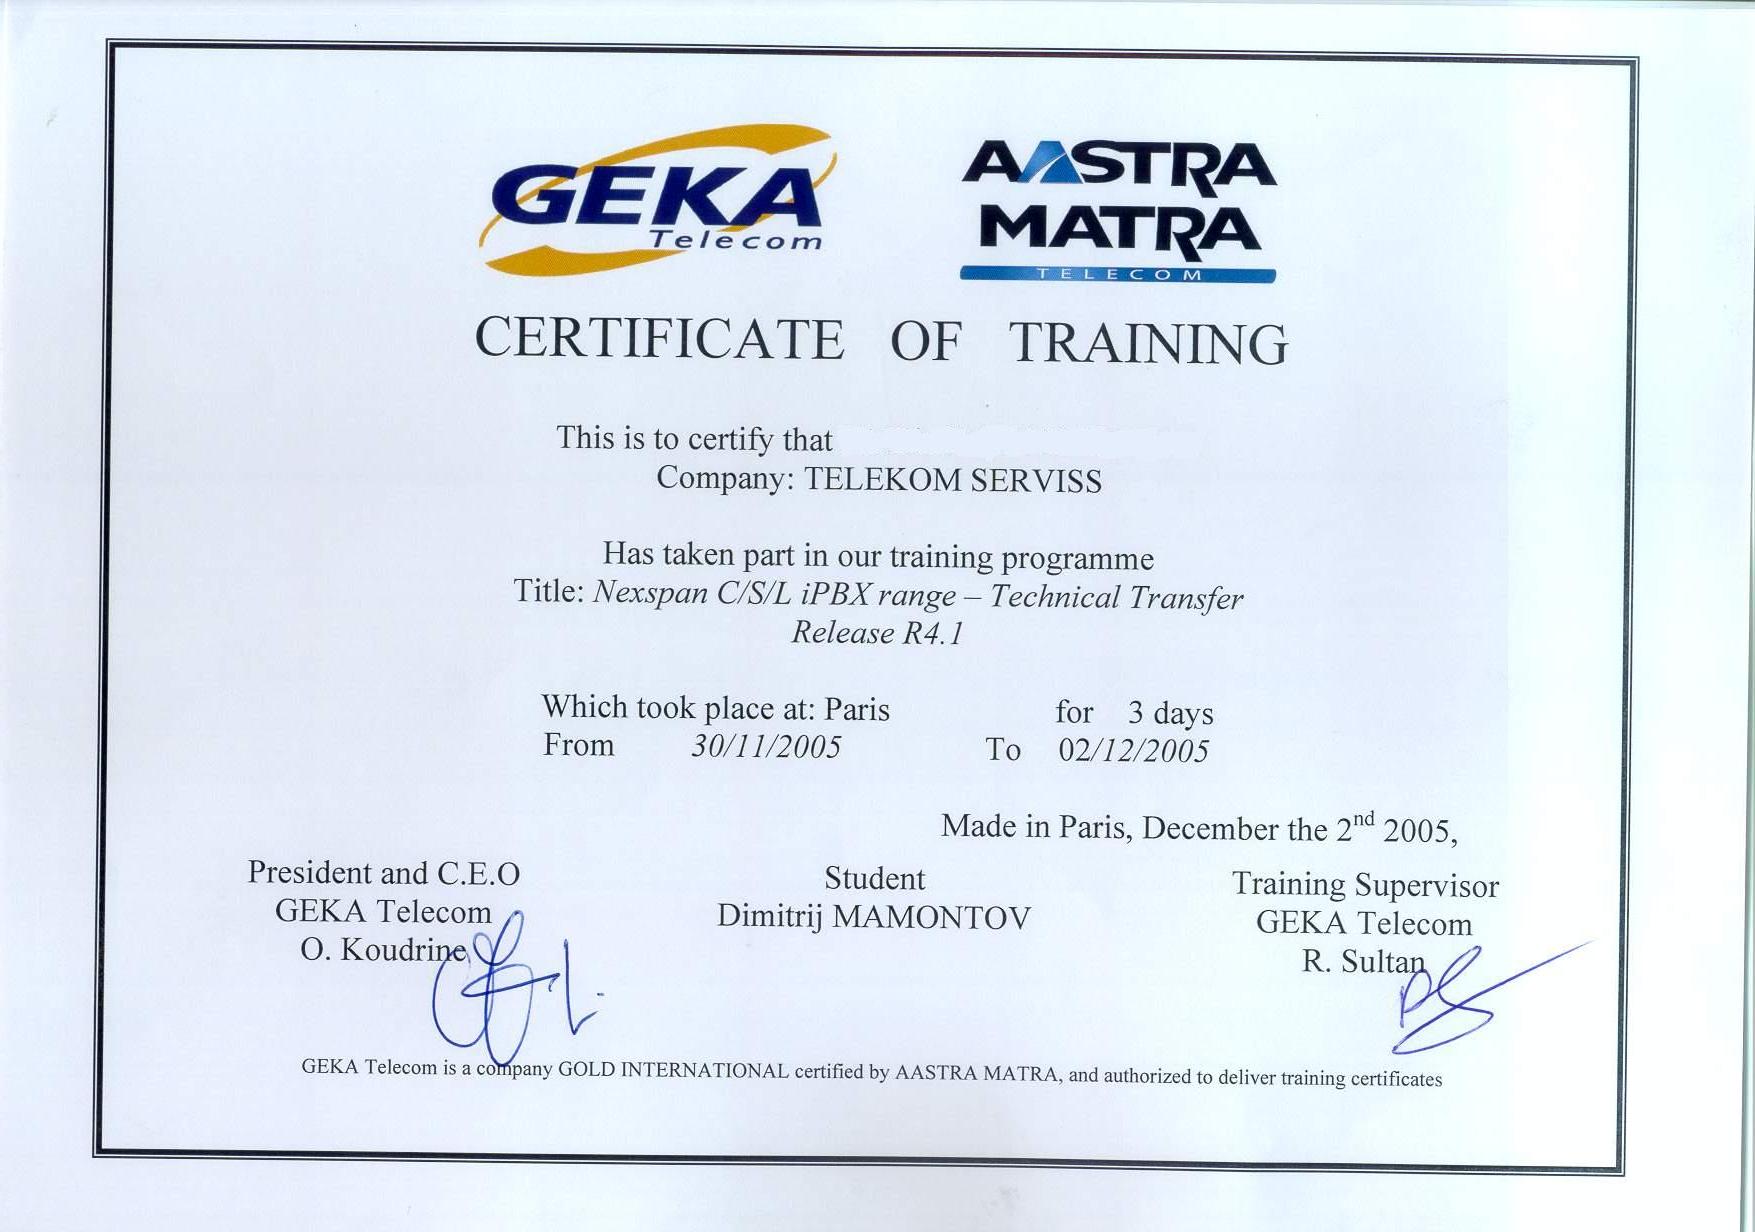 GEKA
Telecom
AASTRA
MATRA
TELECOM
CERTIFICATE OF TRAINING
This is to certify that
Company: TELEKOM SERVISS
Has taken part in our training programme
Title: Nexspan C/S/L iPBX range – Technical Transfer
Release R4.1
Which took place at: Paris for 3 days
From 30/11/2005 To 02/12/2005
Made in Paris, December the 2nd 2005,
President and C.E.O Student Training Supervisor
GEKA Telecom Dimitrij MAMONTOV GEKA Telecom
O. Koudrine R. Sultan
GEKA Telecom is a company GOLD INTERNATIONAL certified by AASTRA MATRA, and authorized to deliver training certificates